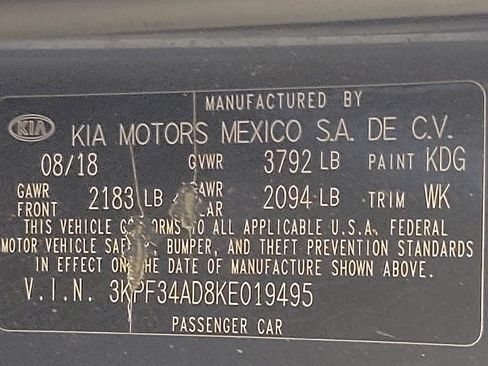 MANUFACTURED BY
KIA KIA MOTORS MEXICO S.A. DE C.V.
08/18 GVWR 3792 LB PAINT KDG
GAWR FRONT 2183 LB 2094 LB TRIM WK
THIS VEHICLE TO ALL APPLICABLE U.S.A. FEDERAL
MOTOR VEHICLE BUMPER, AND THEFT PREVENTION STANDARDS
IN EFFECT ON THE DATE OF MANUFACTURE SHOWN ABOVE.
V.I.N. 3KPF34AD8KE019495
PASSENGER CAR